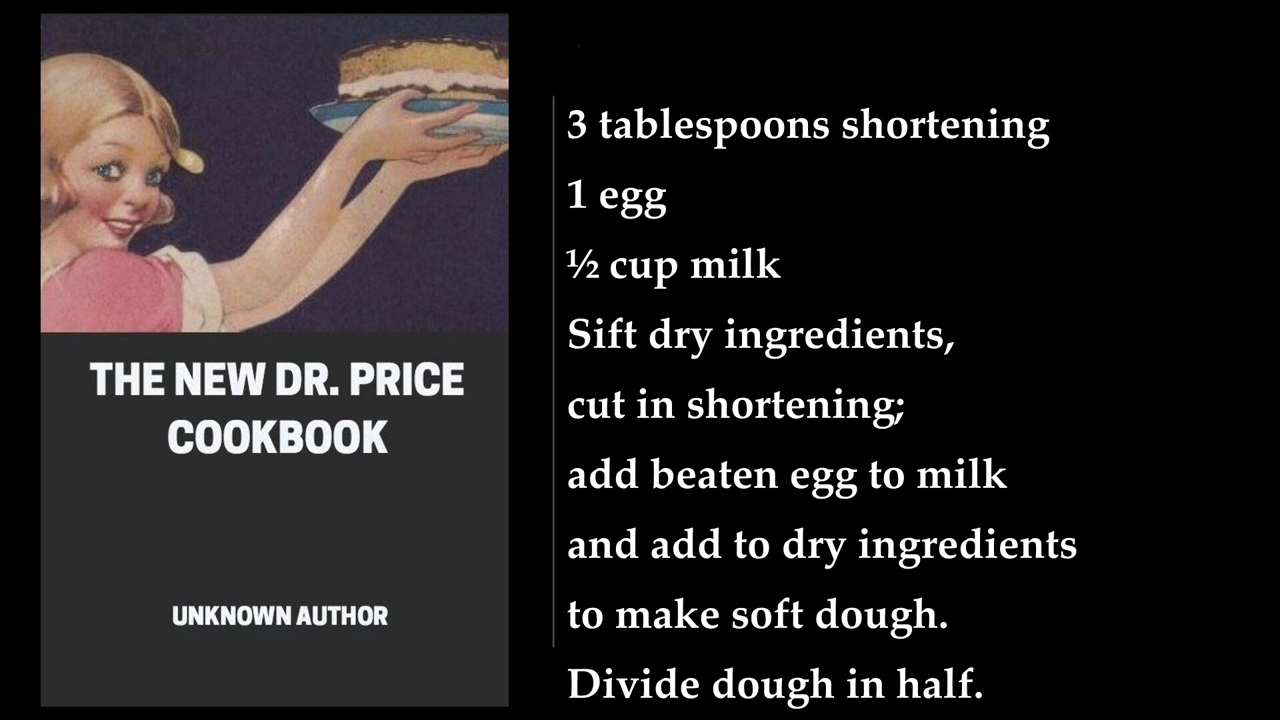 THE NEW DR. PRICE
COOKBOOK
UNKNOWN AUTHOR
3 tablespoons shortening
1 egg
½ cup milk
Sift dry ingredients,
cut in shortening;
add beaten egg to milk
and add to dry ingredients
to make soft dough.
Divide dough in half.